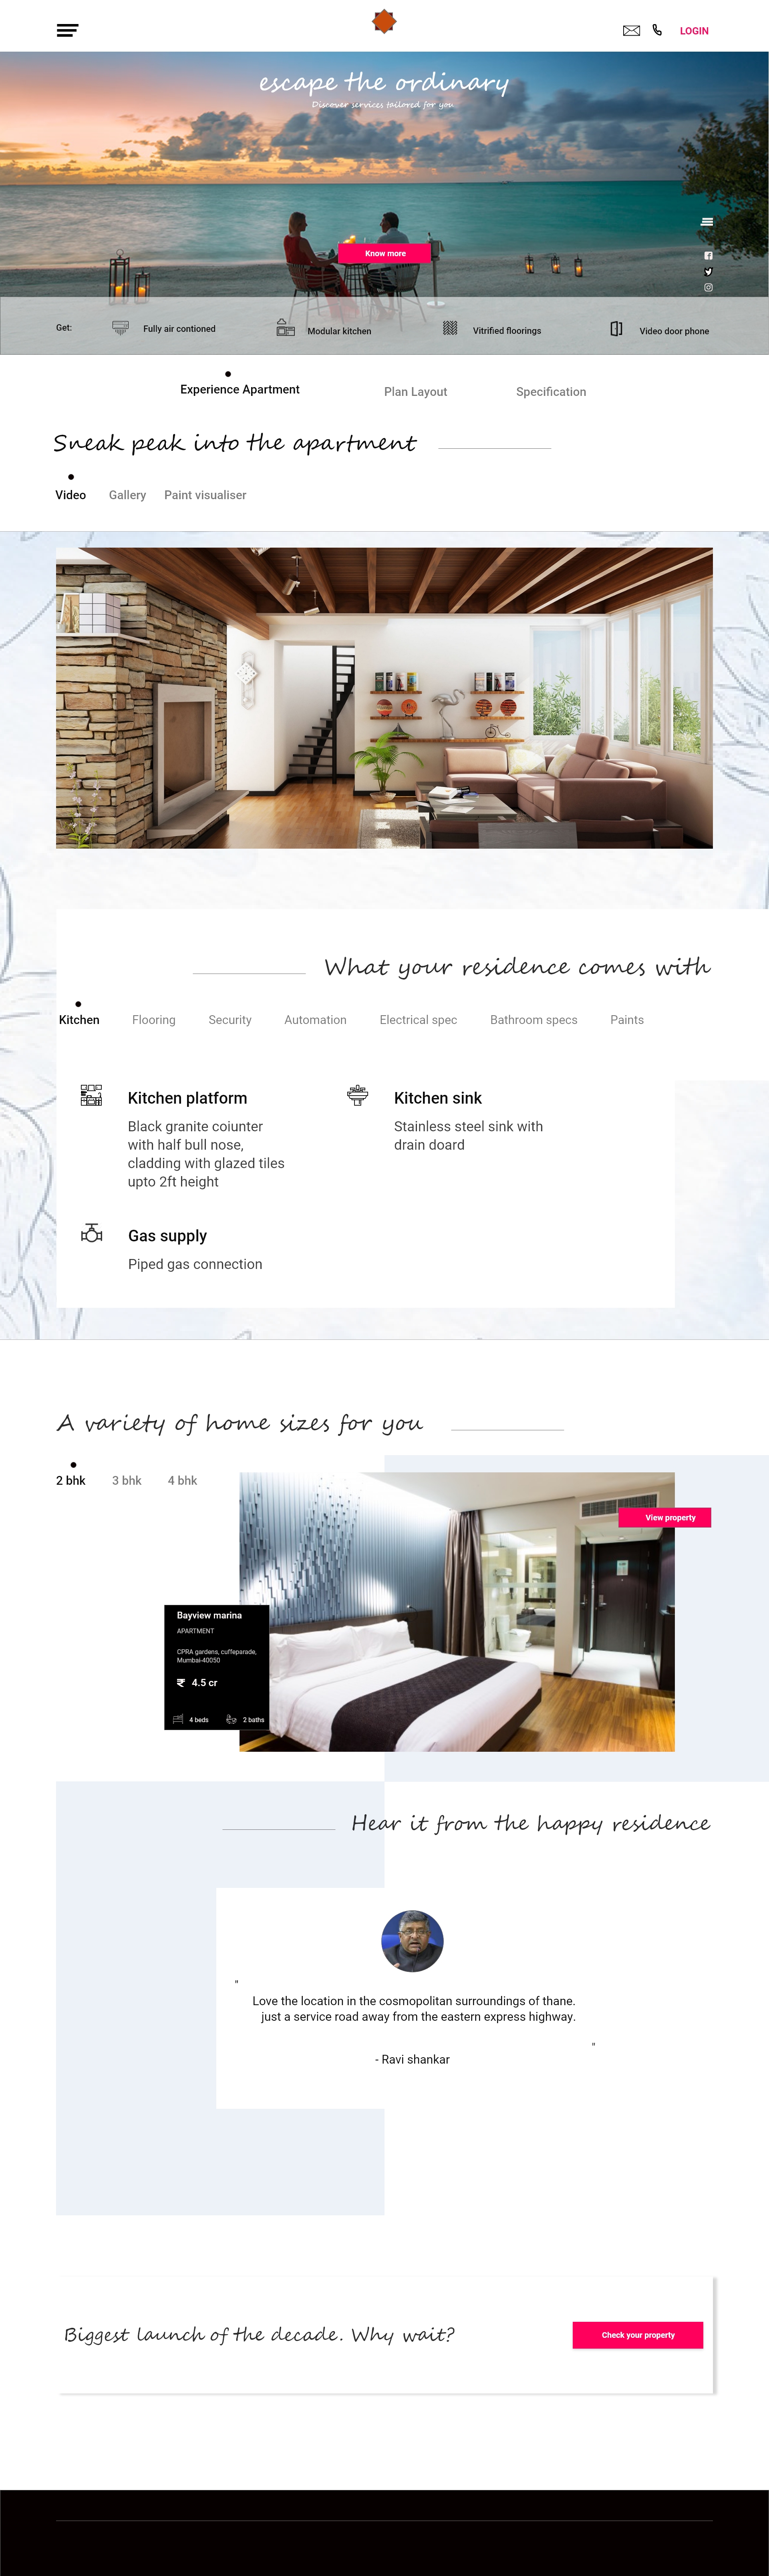 LOGIN
escape the ordinary
Discover services tailored for you
Know more
Get:
Fully air contioned
Modular kitchen
Vitrified floorings
Video door phone
Experience Apartment
Plan Layout
Specification
Sneak peak into the apartment
Video
Gallery
Paint visualiser
What your residence comes with
Kitchen
Flooring
Security
Automation
Electrical spec
Bathroom specs
Paints
Kitchen platform
Black granite coiunter
with half bull nose,
cladding with glazed tiles
upto 2ft height
Kitchen sink
Stainless steel sink with
drain doard
Gas supply
Piped gas connection
A variety of home sizes for you
2 bhk
3 bhk
4 bhk
View property
Bayview marina
APARTMENT
CPRA gardens, cuffeparade,
Mumbai-40050
₹ 4.5 cr
4 beds
2 baths
Hear it from the happy residence
"
Love the location in the cosmopolitan surroundings of thane.
just a service road away from the eastern express highway.
"
- Ravi shankar
Biggest launch of the decade. Why wait?
Check your property